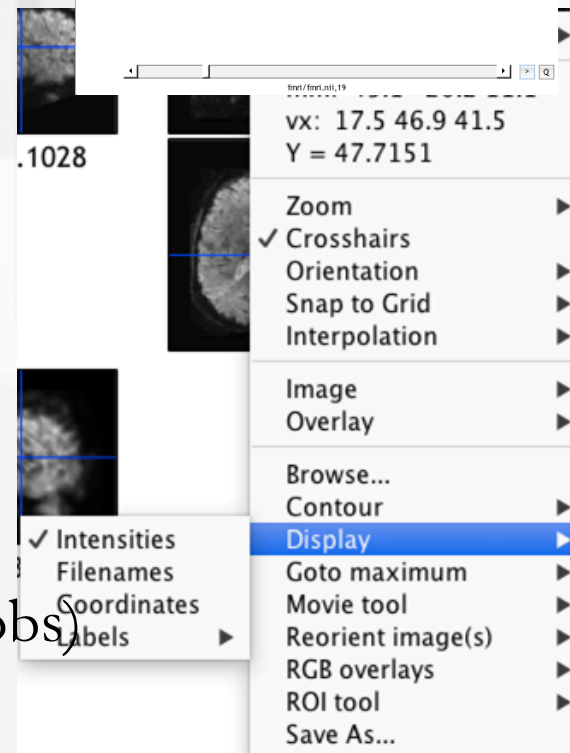 > Q
fmri/fmri.nii,19
vx: 17.5 46.9 41.5
.1028
Y = 47.7151
Zoom
✓ Crosshairs
Orientation
Snap to Grid
Interpolation
Image
Overlay
Browse...
Contour
Display
Goto maximum
Movie tool
Reorient image(s)
RGB overlays
ROI tool
Save As...
✓ Intensities
Filenames
Coordinates
Labels
obs)